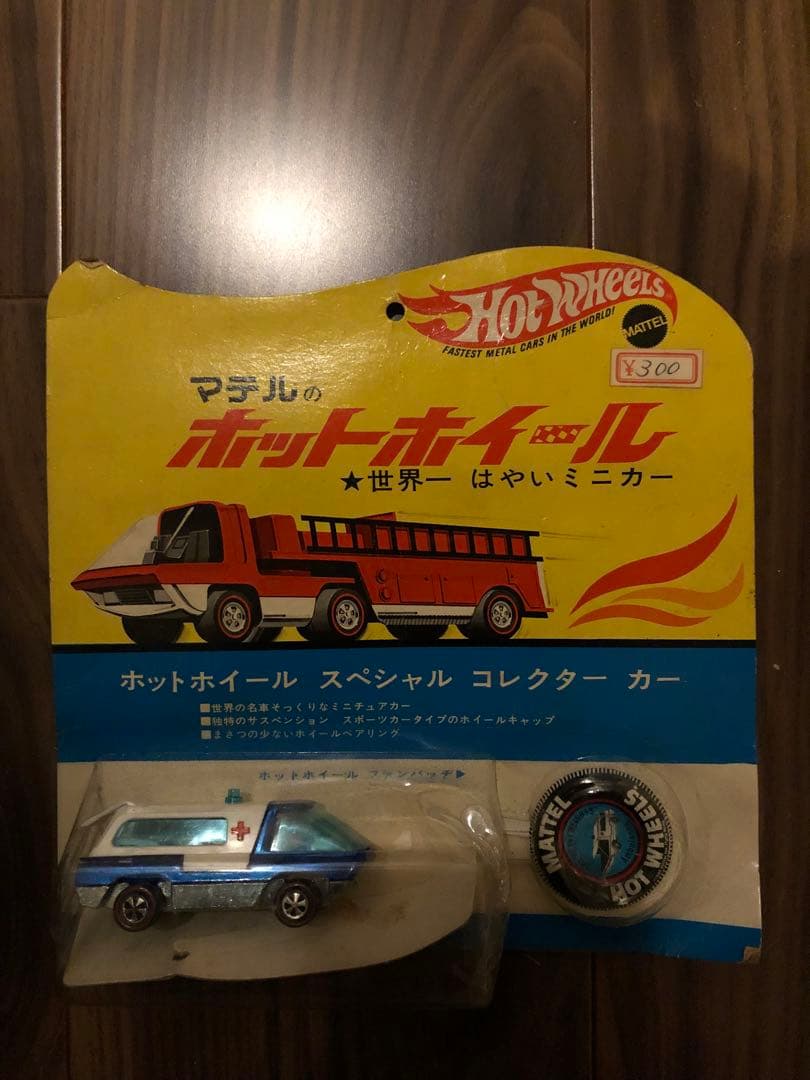 HOT WHEELS
FASTEST METAL CARS IN THE WORLD!
MATTEL
¥300
マテルの
ホットホイール
★世界一 はやいミニカー
ホットホイール スペシャル コレクター カー
■世界の名車そっくりなミニチュアカー
■独特のサスペンション スポーツカータイプのホイールキャップ
■まさつの少ないホイールベアリング
ホットホイール ファンバッチ▶
MATTEL
HOT WHEELS